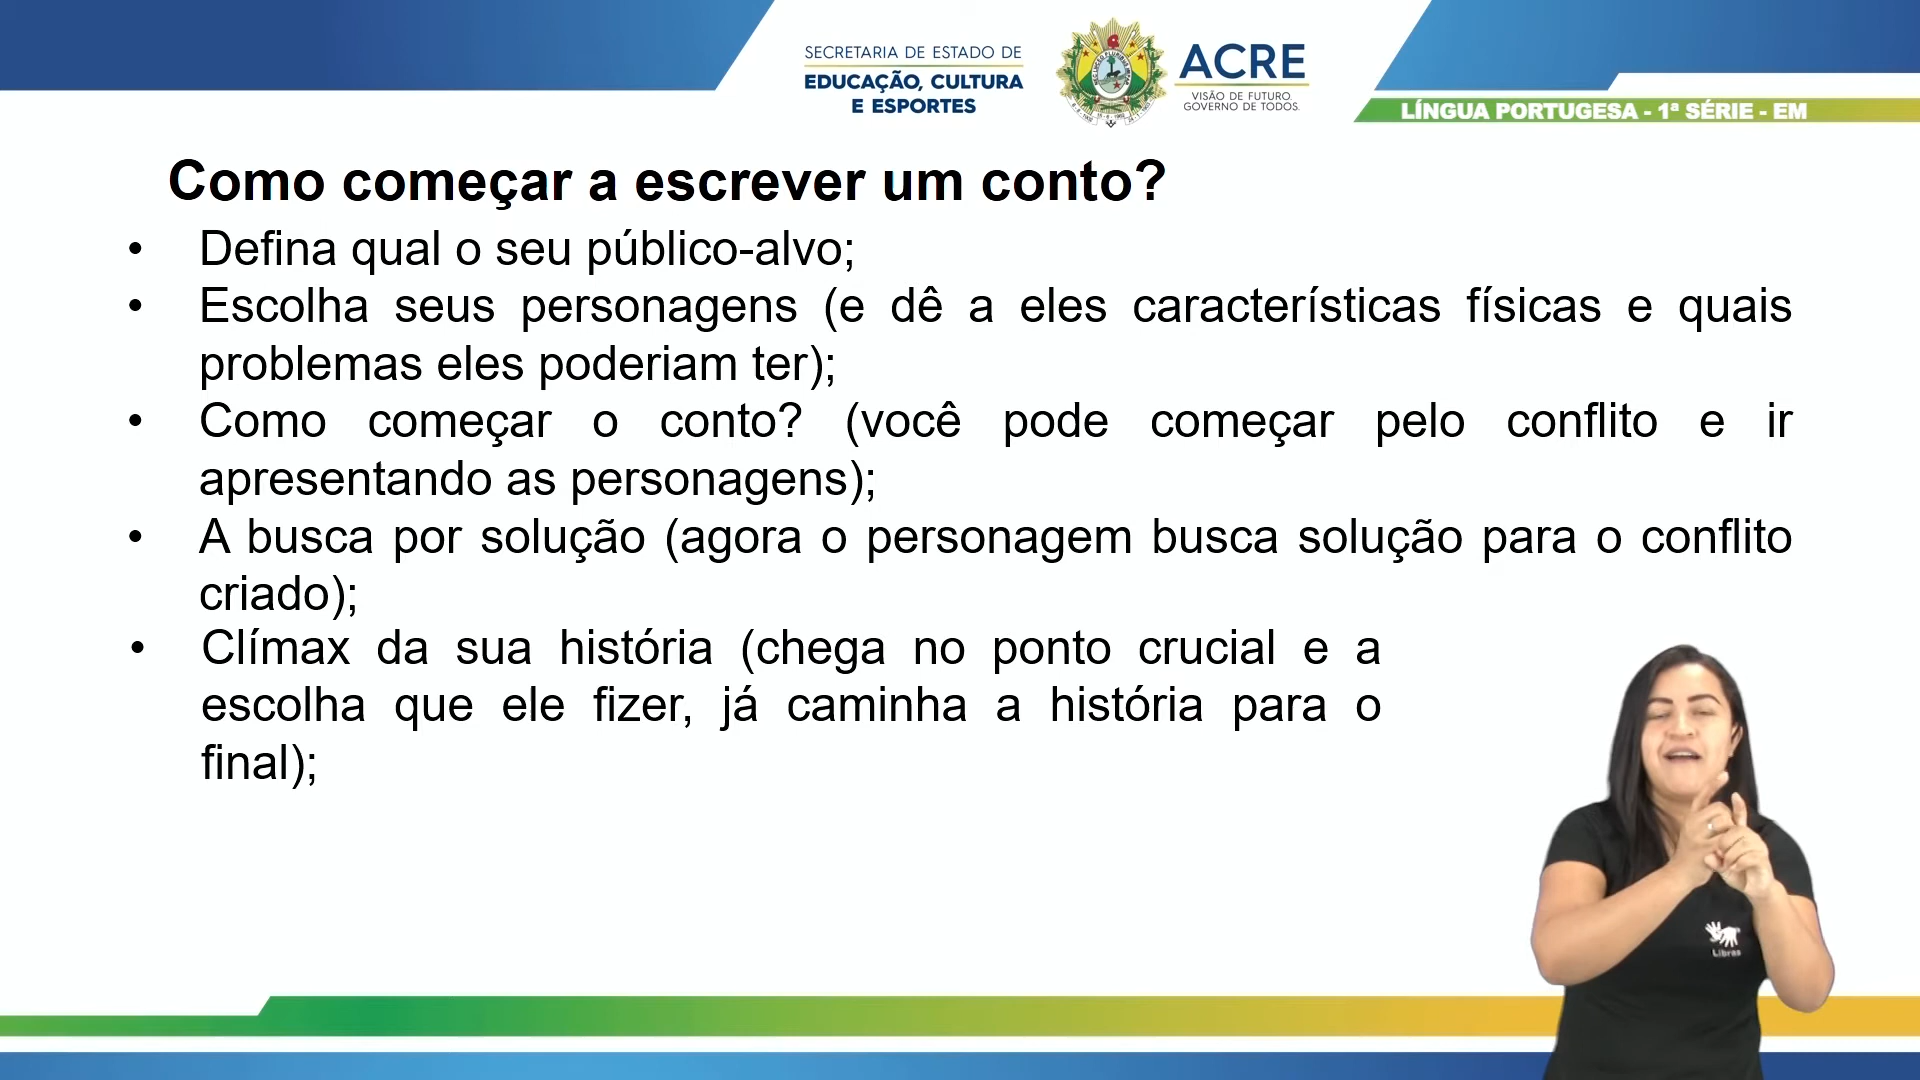 SECRETARIA DE ESTADO DE
EDUCAÇÃO, CULTURA
E ESPORTES
ACRE
VISÃO DE FUTURO.
GOVERNO DE TODOS.
LÍNGUA PORTUGESA - 1ª SÉRIE - EM
Como começar a escrever um conto?
• Defina qual o seu público-alvo;
• Escolha seus personagens (e dê a eles características físicas e quais
problemas eles poderiam ter);
• Como começar o conto? (você pode começar pelo conflito e ir
apresentando as personagens);
• A busca por solução (agora o personagem busca solução para o conflito
criado);
• Clímax da sua história (chega no ponto crucial e a
escolha que ele fizer, já caminha a história para o
final);
Libras